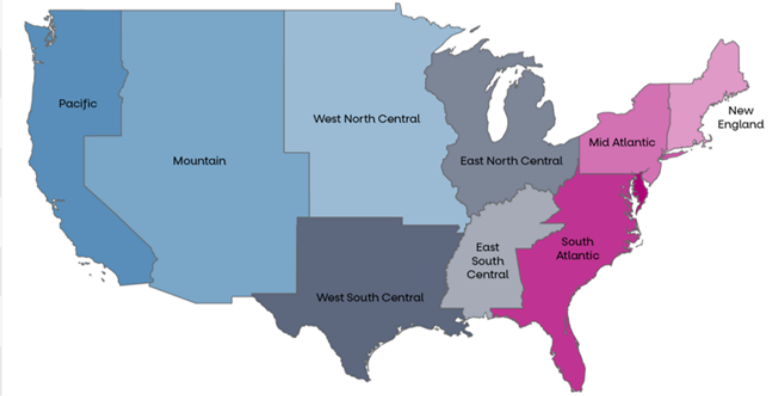 Pacific
Mountain
West North Central
East North Central
Mid Atlantic
New
England
East
South
Central
South
Atlantic
West South Central